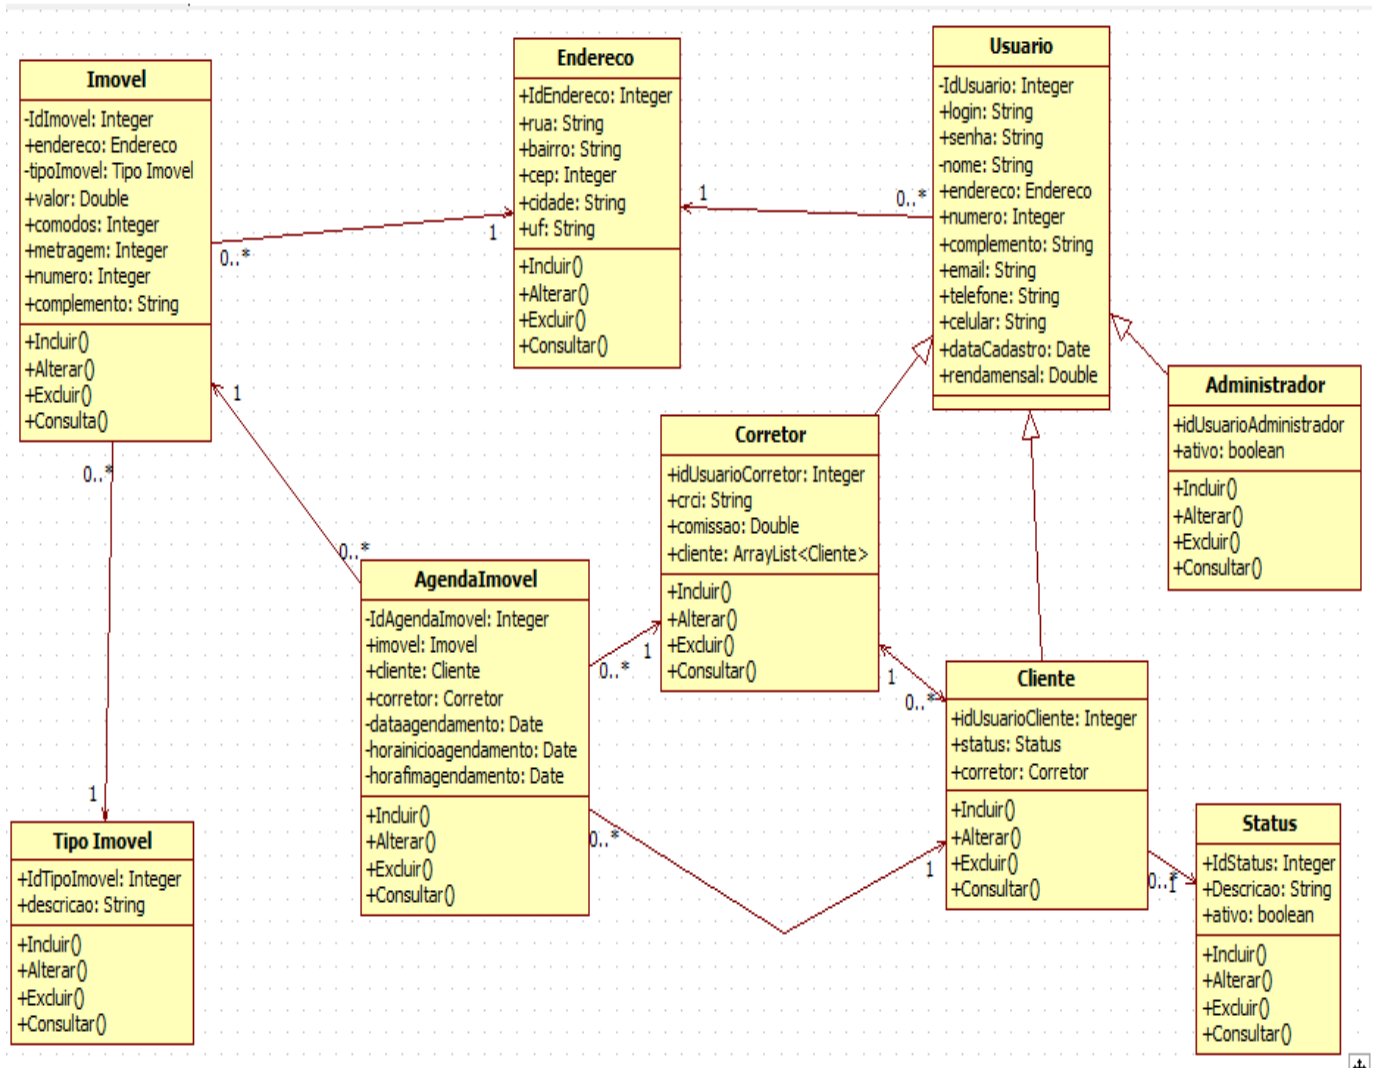 Imovel
-IdImovel: Integer
+endereco: Endereco
-tipoImovel: Tipo Imovel
+valor: Double
+comodos: Integer
+metragem: Integer
+numero: Integer
+complemento: String
+Incluir()
+Alterar()
+Excluir()
+Consulta()
0..*
1
Endereco
+IdEndereco: Integer
+rua: String
+bairro: String
+cep: Integer
+cidade: String
+uf: String
+Incluir()
+Alterar()
+Excluir()
+Consultar()
1
0..*
Usuario
-IdUsuario: Integer
+login: String
+senha: String
-nome: String
+endereco: Endereco
+numero: Integer
+complemento: String
+email: String
+telefone: String
+celular: String
+dataCadastro: Date
+rendamensal: Double
Administrador
+idUsuarioAdministrador
+ativo: boolean
+Incluir()
+Alterar()
+Excluir()
+Consultar()
Corretor
+idUsuarioCorretor: Integer
+crci: String
+comissao: Double
+cliente: ArrayList<Cliente>
+Incluir()
+Alterar()
+Excluir()
+Consultar()
1
0..*
0..*
1
AgendaImovel
-IdAgendaImovel: Integer
+imovel: Imovel
+cliente: Cliente
+corretor: Corretor
-dataagendamento: Date
-horainicioagendamento: Date
-horafimagendamento: Date
+Incluir()
+Alterar()
+Excluir()
+Consultar()
0..*
1
0..*
1
1
0..*
Cliente
+idUsuarioCliente: Integer
+status: Status
+corretor: Corretor
+Incluir()
+Alterar()
+Excluir()
+Consultar()
0..*
1
Tipo Imovel
+IdTipoImovel: Integer
+descricao: String
+Incluir()
+Alterar()
+Excluir()
+Consultar()
Status
+IdStatus: Integer
+Descricao: String
+ativo: boolean
+Incluir()
+Alterar()
+Excluir()
+Consultar()